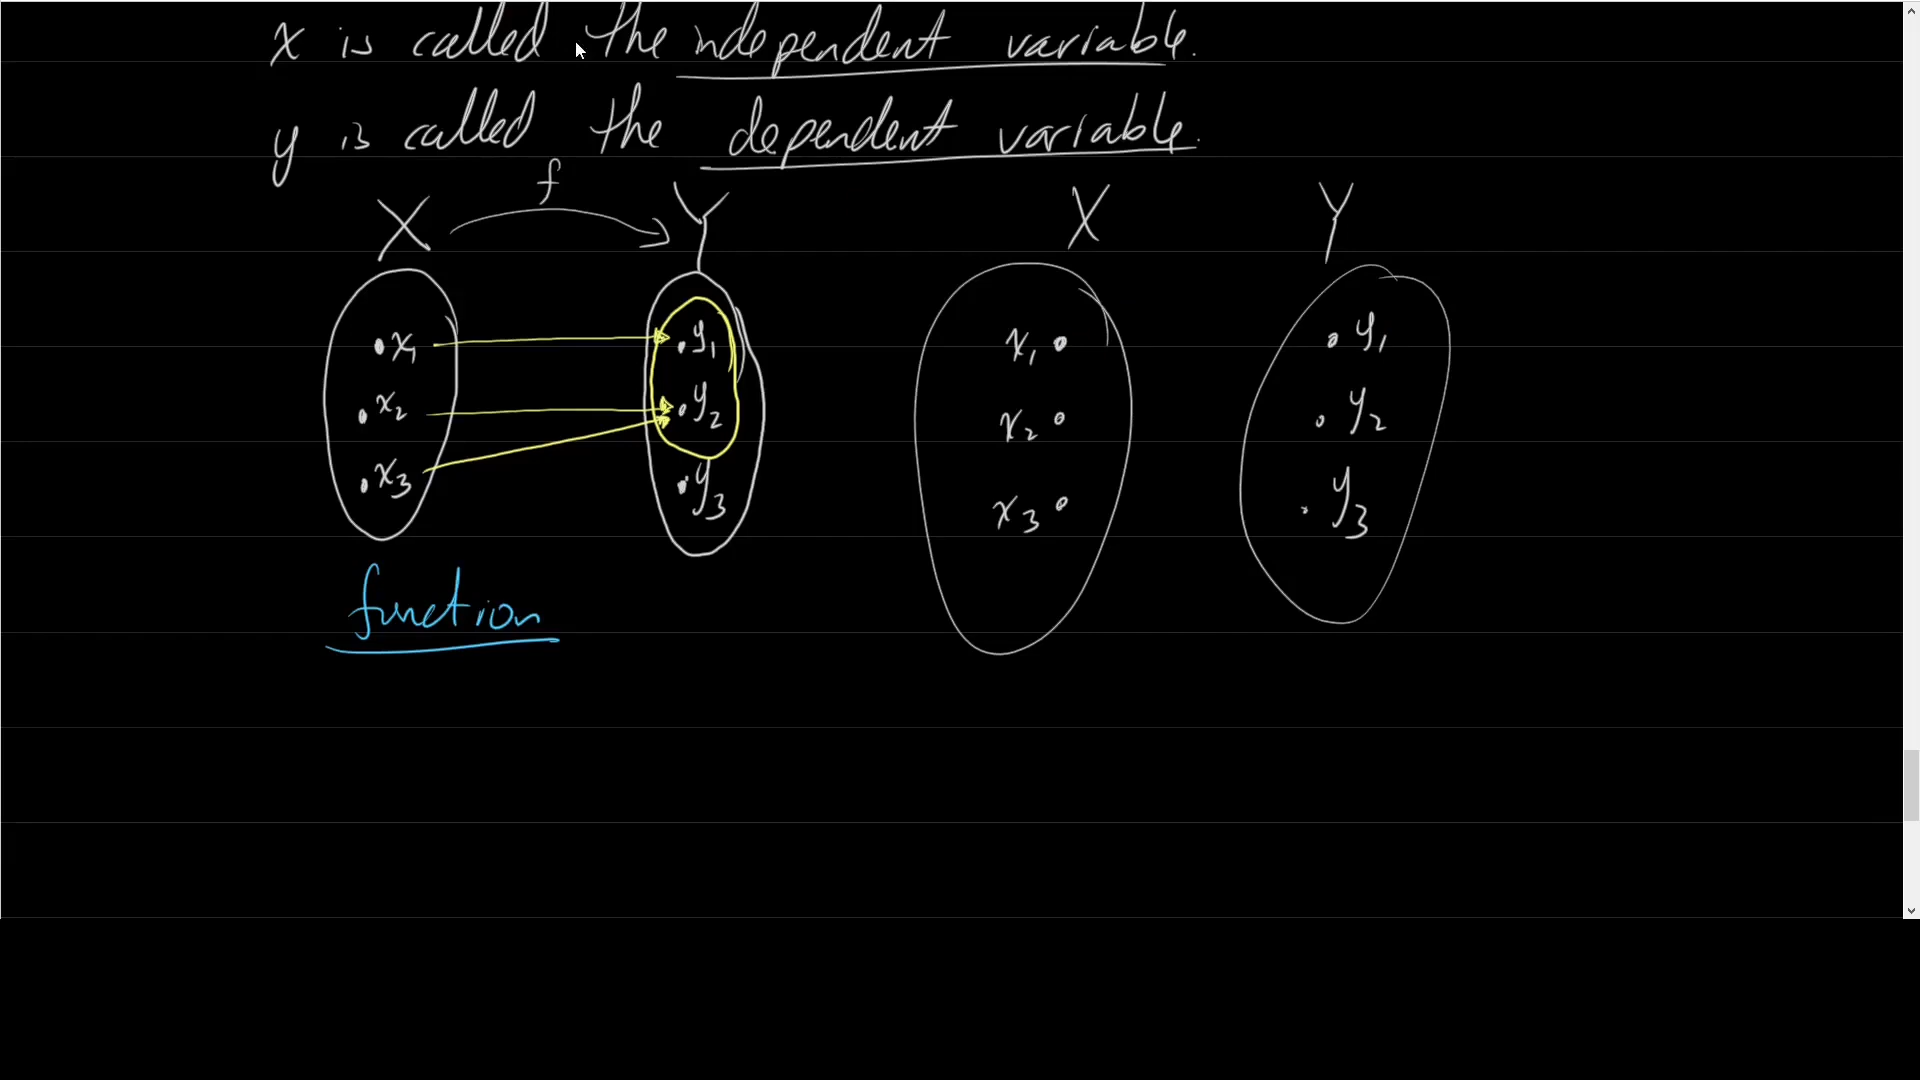 x is called the independent variable.
y is called the dependent variable.
f
X Y X Y
x₁ y₁ x₁ y₁
x₂ y₂ x₂ y₂
x₃ y₃ x₃ y₃
function